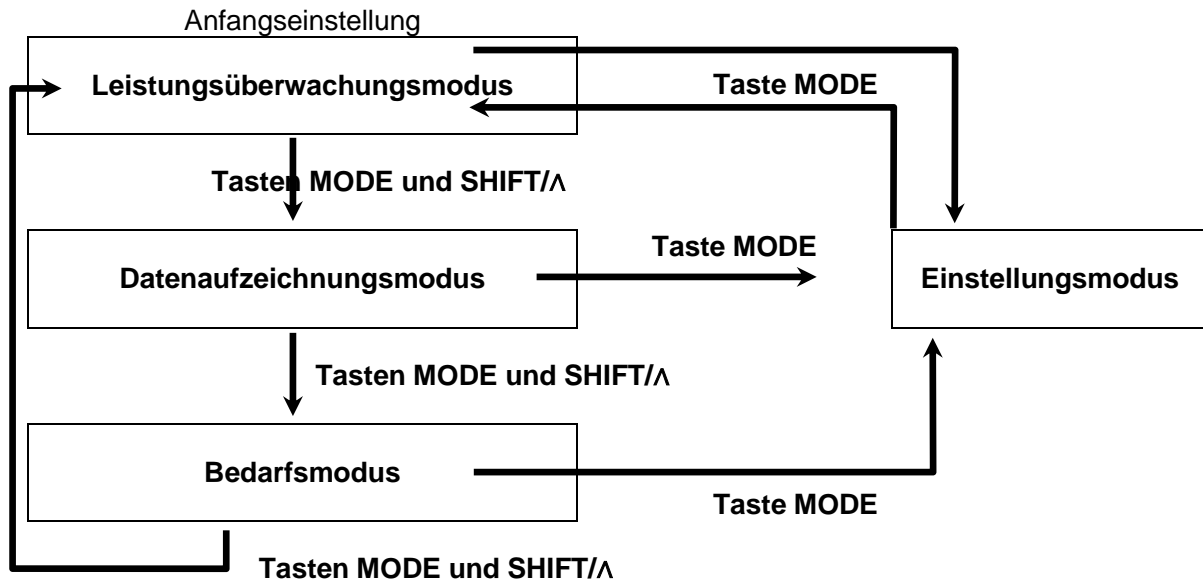 Anfangseinstellung
Leistungsüberwachungsmodus
Taste MODE
Tasten MODE und SHIFT/∧
Taste MODE
Datenaufzeichnungsmodus
Einstellungsmodus
Tasten MODE und SHIFT/∧
Bedarfsmodus
Taste MODE
Tasten MODE und SHIFT/∧